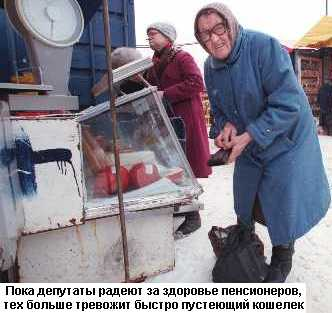 Пока депутаты радеют за здоровье пенсионеров,
тех больше тревожит быстро пустеющий кошелек